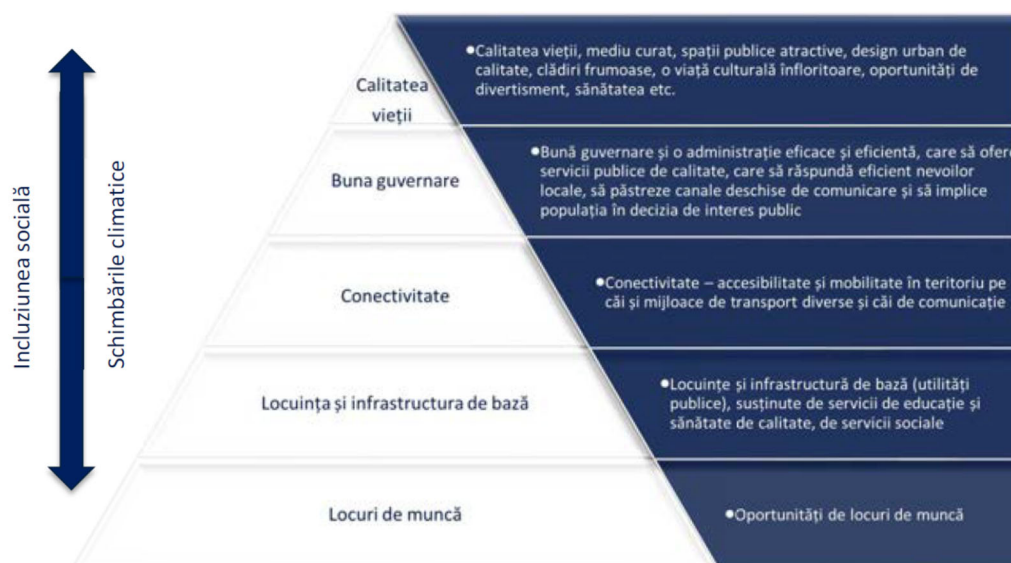 Incluziunea socială
Schimbările climatice
Calitatea
vieții
•Calitatea vieții, mediu curat, spații publice atractive, design urban de
calitate, clădiri frumoase, o viață culturală înfloritoare, oportunități de
divertisment, sănătatea etc.
Buna guvernare
•Bună guvernare și o administrație eficace și eficientă, care să ofere
servicii publice de calitate, care să răspundă eficient nevoilor
locale, să păstreze canale deschise de comunicare și să implice
populația în decizia de interes public
Conectivitate
•Conectivitate – accesibilitate și mobilitate în teritoriu pe
căi și mijloace de transport diverse și căi de comunicație
Locuința și infrastructura de bază
•Locuințe și infrastructură de bază (utilități
publice), susținute de servicii de educație și
sănătate de calitate, de servicii sociale
Locuri de muncă
•Oportunități de locuri de muncă